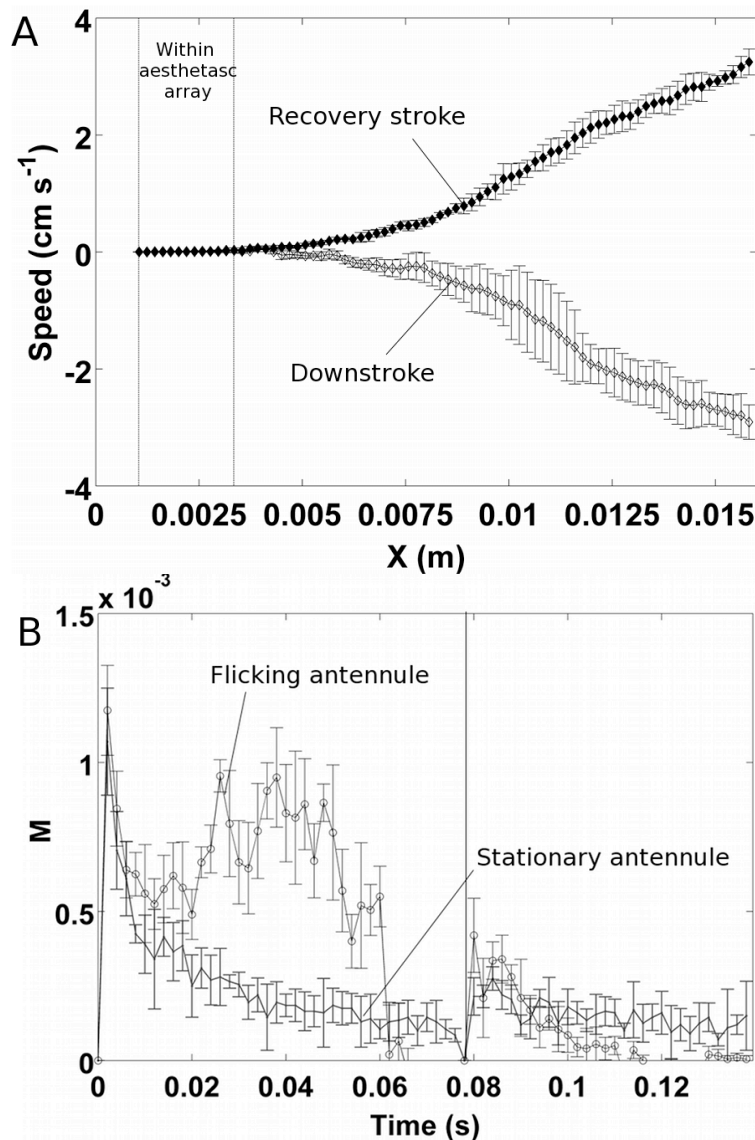 A
4
Within
aesthetasc
array
Recovery stroke
2
Speed (cm s⁻¹)
0
Downstroke
-2
-4
0 0.0025 0.005 0.0075 0.01 0.0125 0.015
X (m)
x 10⁻³
1.5
B
Flicking antennule
1
M
Stationary antennule
0.5
0
0 0.02 0.04 0.06 0.08 0.1 0.12
Time (s)